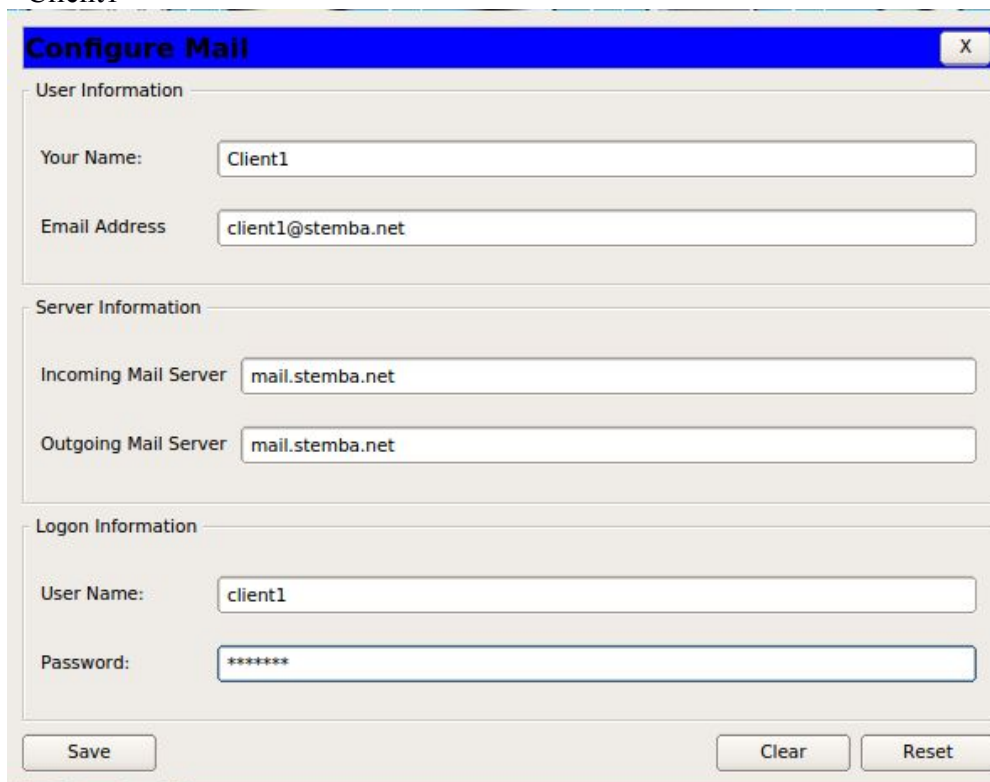 Client1
Configure Mail X
User Information
Your Name: Client1
Email Address client1@stemba.net
Server Information
Incoming Mail Server mail.stemba.net
Outgoing Mail Server mail.stemba.net
Logon Information
User Name: client1
Password: *******
Save Clear Reset